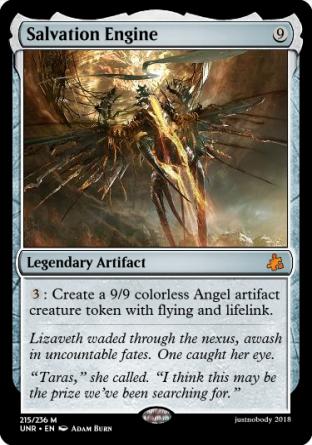 Salvation Engine 9
Legendary Artifact
3 : Create a 9/9 colorless Angel artifact
creature token with flying and lifelink.
Lizaveth waded through the nexus, awash
in uncountable fates. One caught her eye.
“Taras,” she called. “I think this may be
the prize we’ve been searching for.”
215/236 M
justnobody 2018
UNR • EN Adam Burn